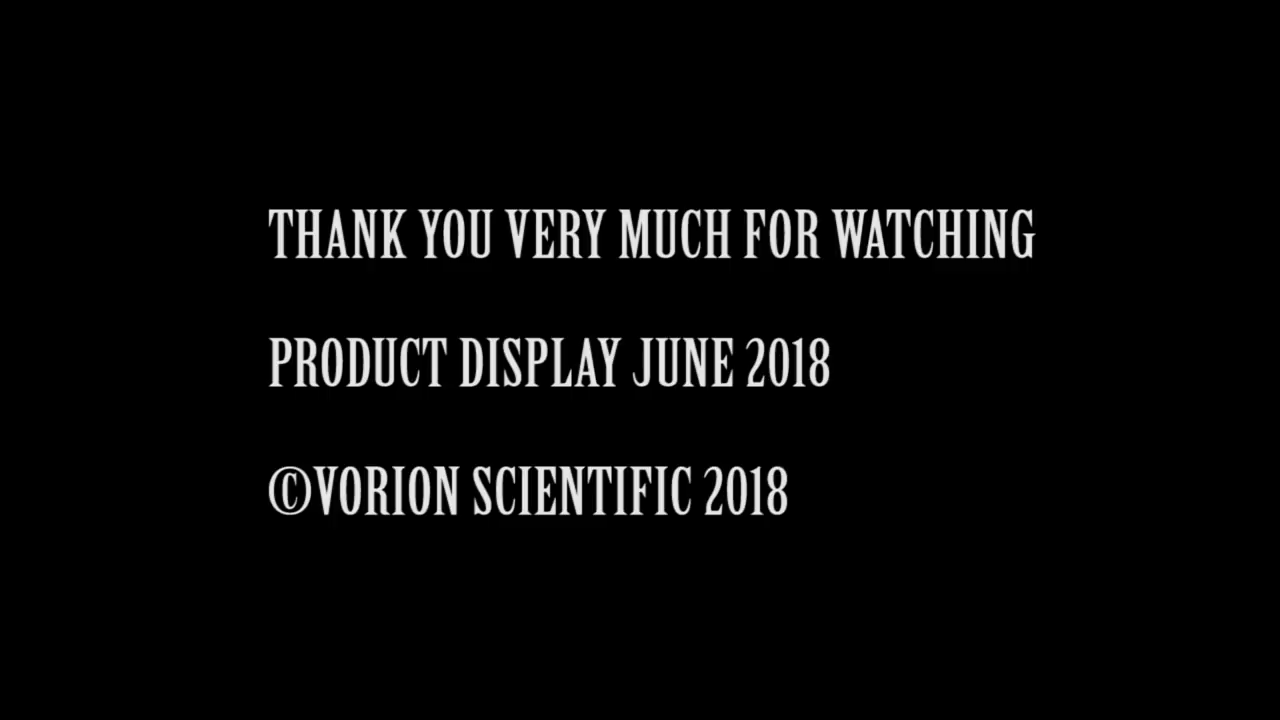 THANK YOU VERY MUCH FOR WATCHING
PRODUCT DISPLAY JUNE 2018
©VORION SCIENTIFIC 2018